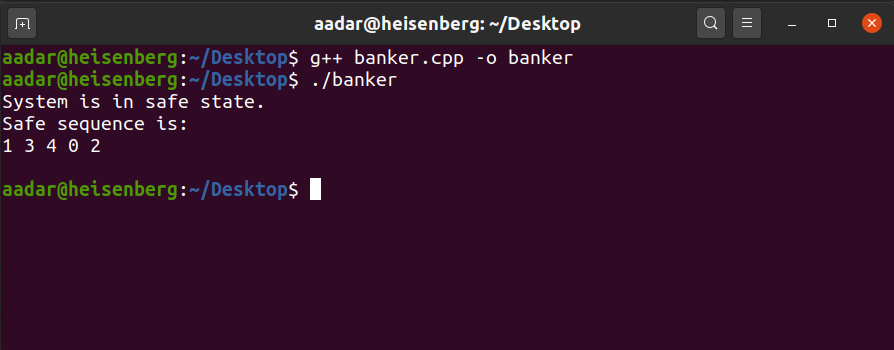 aadar@heisenberg: ~/Desktop
aadar@heisenberg:~/Desktop$ g++ banker.cpp -o banker
aadar@heisenberg:~/Desktop$ ./banker
System is in safe state.
Safe sequence is:
1 3 4 0 2
aadar@heisenberg:~/Desktop$